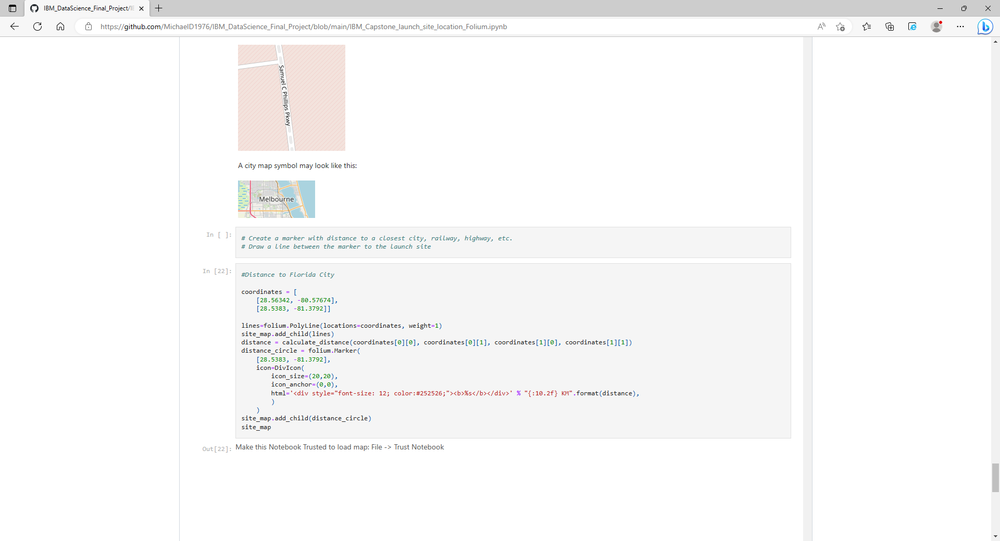 IBM_DataScience_Final_Project/IE
https://github.com/MichaelD1976/IBM_DataScience_Final_Project/blob/main/IBM_Capstone_launch_site_location_Folium.ipynb
Samuel C Phillips Pkwy
A city map symbol may look like this:
Melbourne
In [ ]:
# Create a marker with distance to a closest city, railway, highway, etc.
# Draw a line between the marker to the launch site
In [22]:
#Distance to Florida City
coordinates = [
    [28.56342, -80.57674],
    [28.5383, -81.3792]]
lines=folium.PolyLine(locations=coordinates, weight=1)
site_map.add_child(lines)
distance = calculate_distance(coordinates[0][0], coordinates[0][1], coordinates[1][0], coordinates[1][1])
distance_circle = folium.Marker(
    [28.5383, -81.3792],
    icon=DivIcon(
        icon_size=(20,20),
        icon_anchor=(0,0),
        html='<div style="font-size: 12; color:#252526;"><b>%s</b></div>' % "{:10.2f} KM".format(distance),
        )
    )
site_map.add_child(distance_circle)
site_map
Out[22]:
Make this Notebook Trusted to load map: File -> Trust Notebook